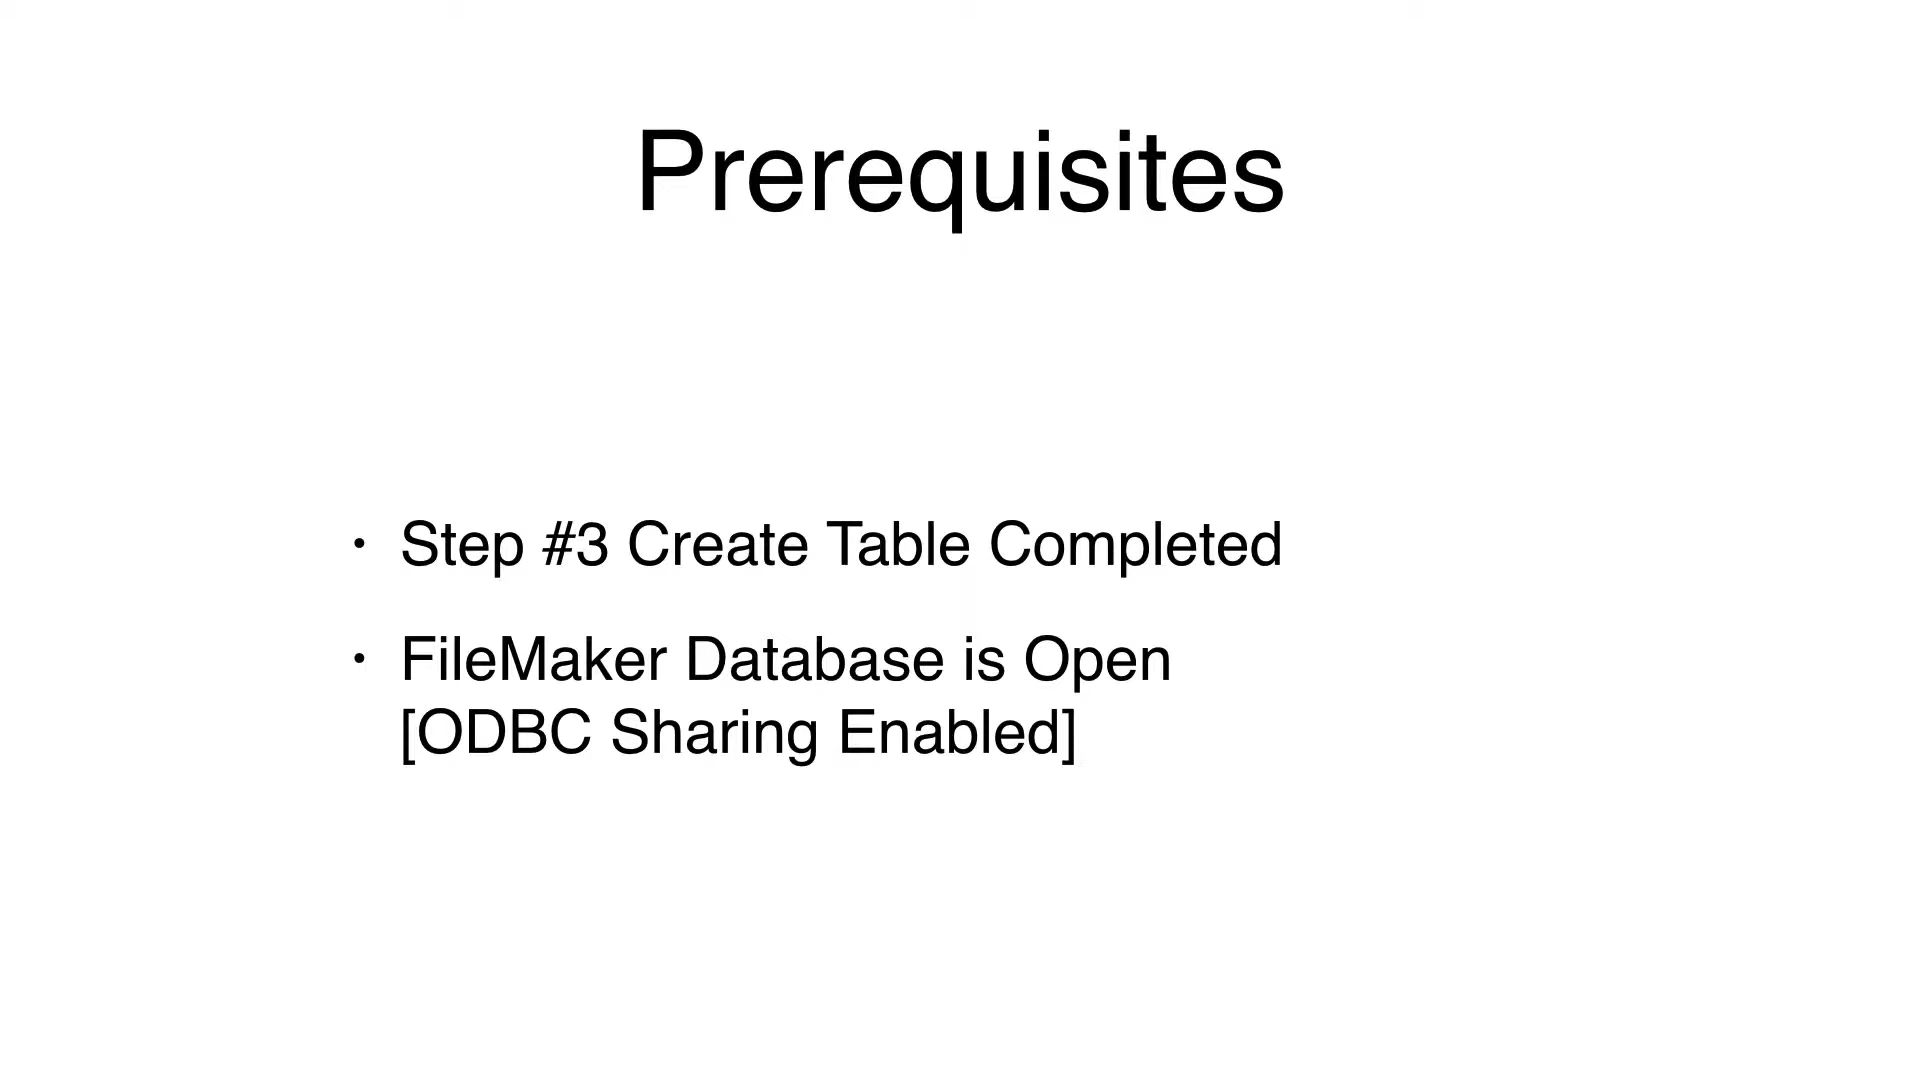 Prerequisites
• Step #3 Create Table Completed
• FileMaker Database is Open
[ODBC Sharing Enabled]